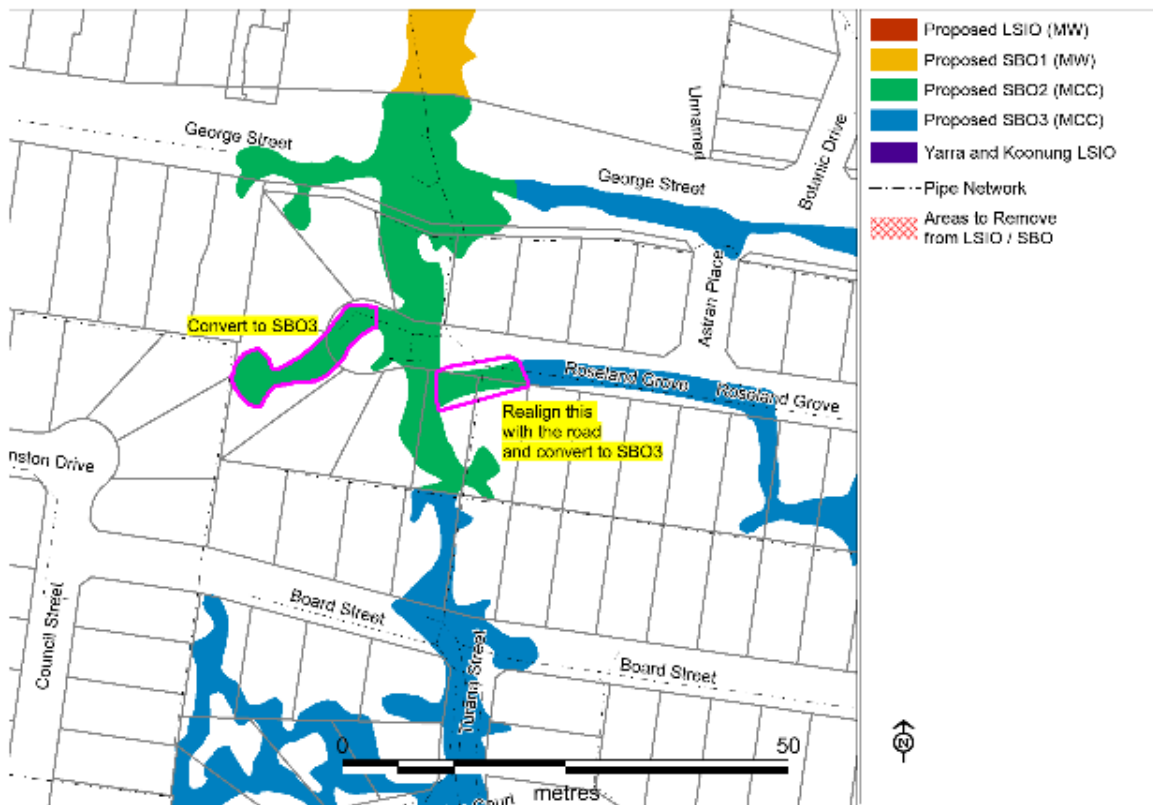 Proposed LSIO (MW)
Proposed SBO1 (MW)
Proposed SBO2 (MCC)
Proposed SBO3 (MCC)
Yarra and Koonung LSIO
Pipe Network
Areas to Remove
from LSIO / SBO
George Street
Unnamed
Botanic Drive
George Street
Astran Place
Convert to SBO3
Roseland Grove
Roseland Grove
Realign this
with the road
and convert to SBO3
nston Drive
Council Street
Board Street
Board Street
Turana Street
0
50
metres
Court
N